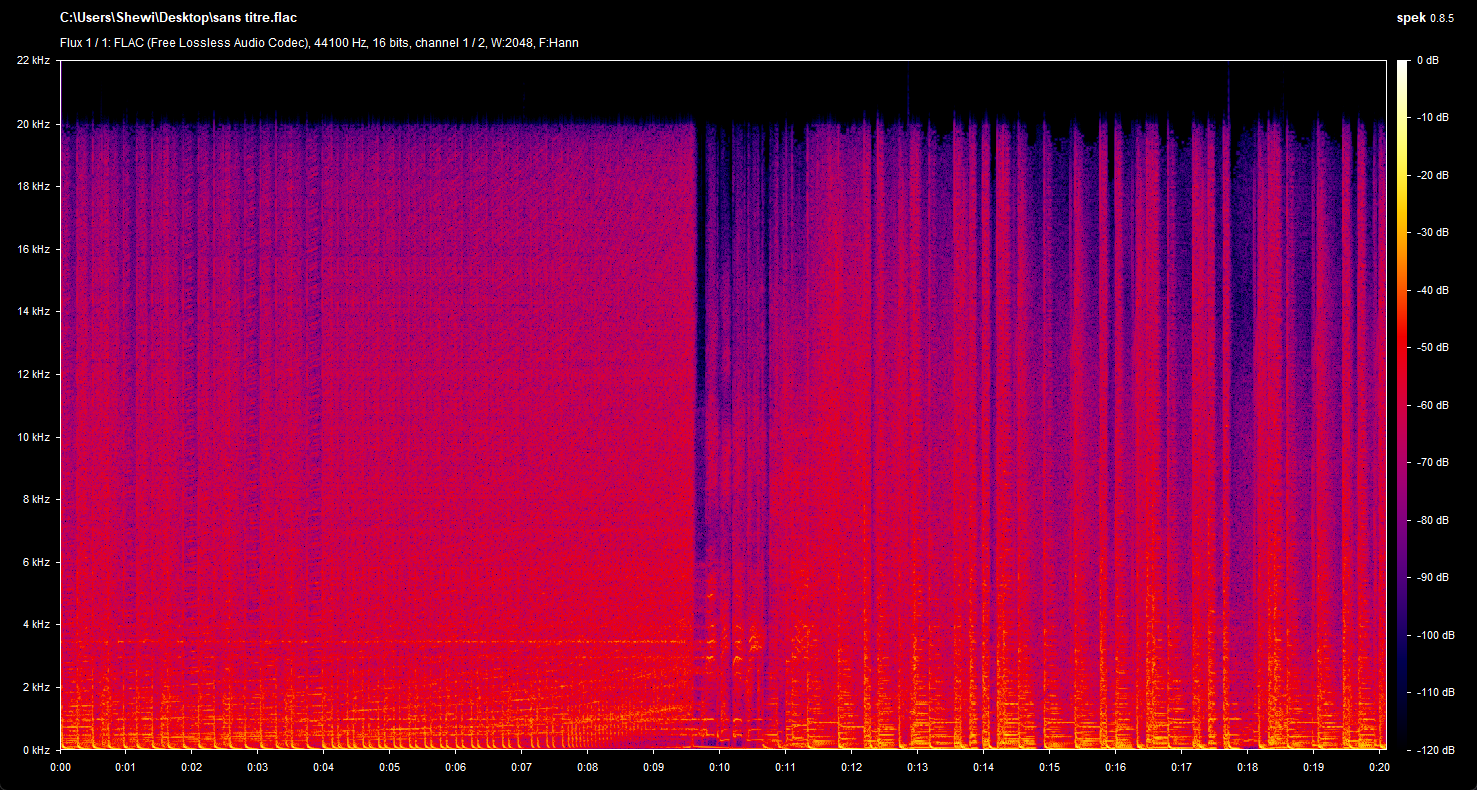 C:\Users\Shewi\Desktop\sans titre.flac
spek 0.8.5
Flux 1 / 1: FLAC (Free Lossless Audio Codec), 44100 Hz, 16 bits, channel 1 / 2, W:2048, F:Hann
22 kHz
20 kHz
18 kHz
16 kHz
14 kHz
12 kHz
10 kHz
8 kHz
6 kHz
4 kHz
2 kHz
0 kHz
0:00 0:01 0:02 0:03 0:04 0:05 0:06 0:07 0:08 0:09 0:10 0:11 0:12 0:13 0:14 0:15 0:16 0:17 0:18 0:19 0:20
0 dB
-10 dB
-20 dB
-30 dB
-40 dB
-50 dB
-60 dB
-70 dB
-80 dB
-90 dB
-100 dB
-110 dB
-120 dB